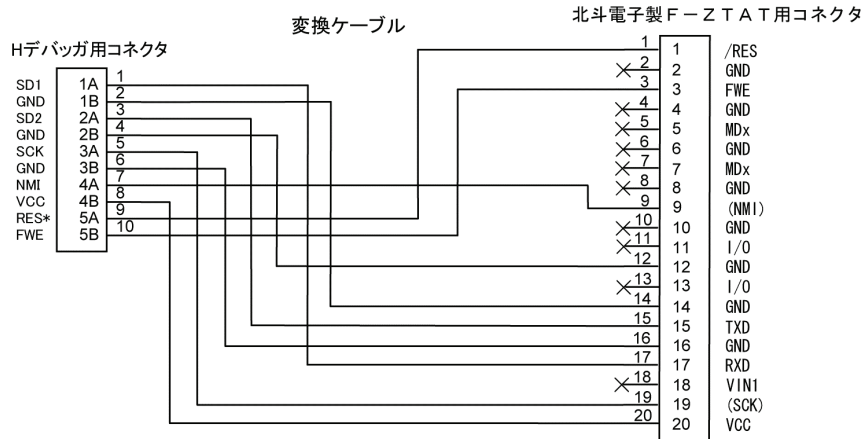 変換ケーブル
北斗電子製F-ZTAT用コネクタ
Hデバッガ用コネクタ
SD1 1A 1
GND 1B 2
SD2 2A 3
GND 2B 4
SCK 3A 5
GND 3B 6
NMI 4A 7
VCC 4B 8
RES* 5A 9
FWE 5B 10
1 1 /RES
2 2 GND
3 3 FWE
4 4 GND
5 5 MDx
6 6 GND
7 7 MDx
8 8 GND
9 9 (NMI)
10 10 GND
11 11 I/O
12 12 GND
13 13 I/O
14 14 GND
15 15 TXD
16 16 GND
17 17 RXD
18 18 VIN1
19 19 (SCK)
20 20 VCC